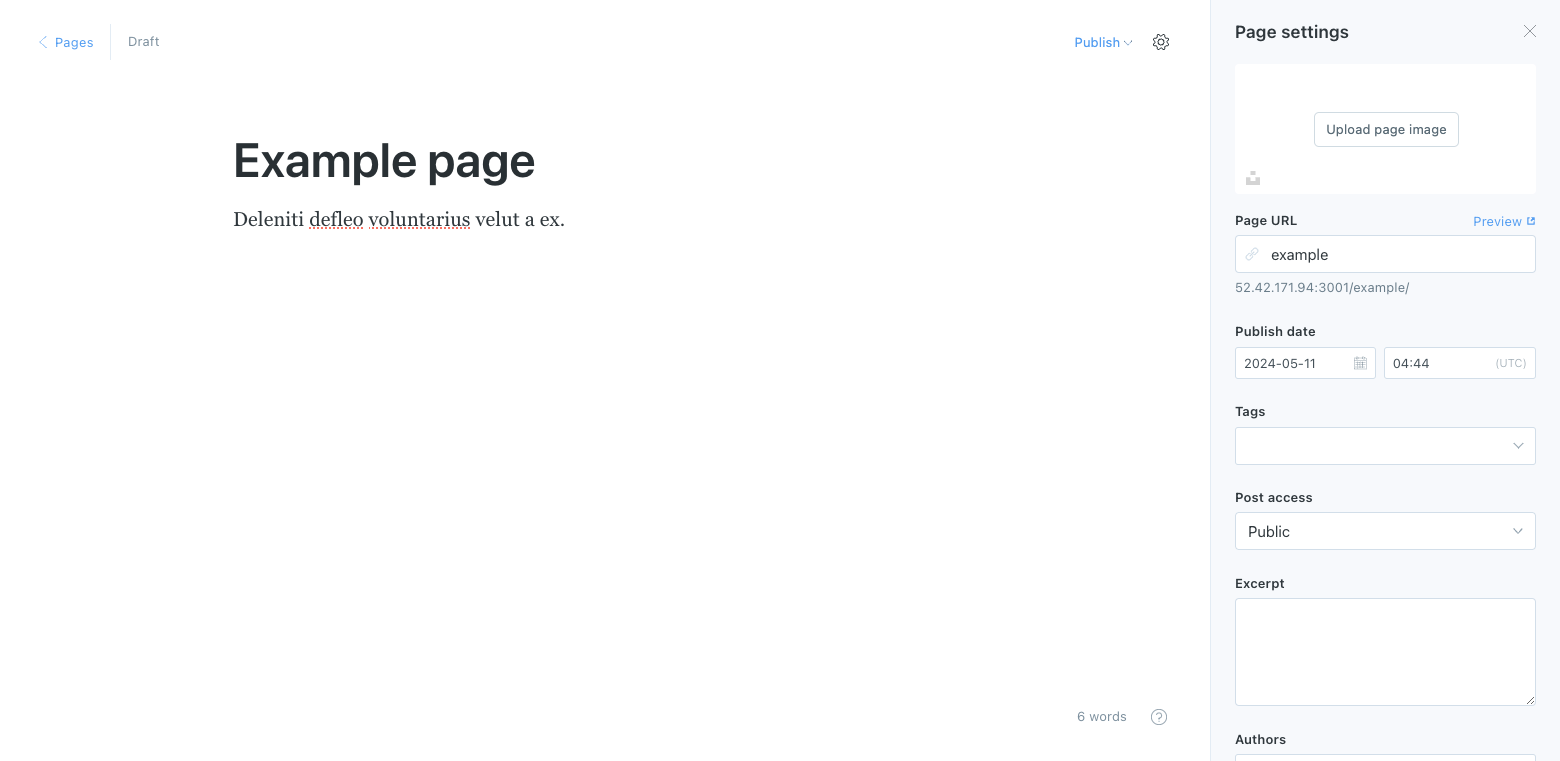 Pages
Draft
Publish
Example page
Deleniti defleo voluntarius velut a ex.
6 words
Page settings
Upload page image
Page URL
Preview
example
52.42.171.94:3001/example/
Publish date
2024-05-11
04:44 (UTC)
Tags
Post access
Public
Excerpt
Authors